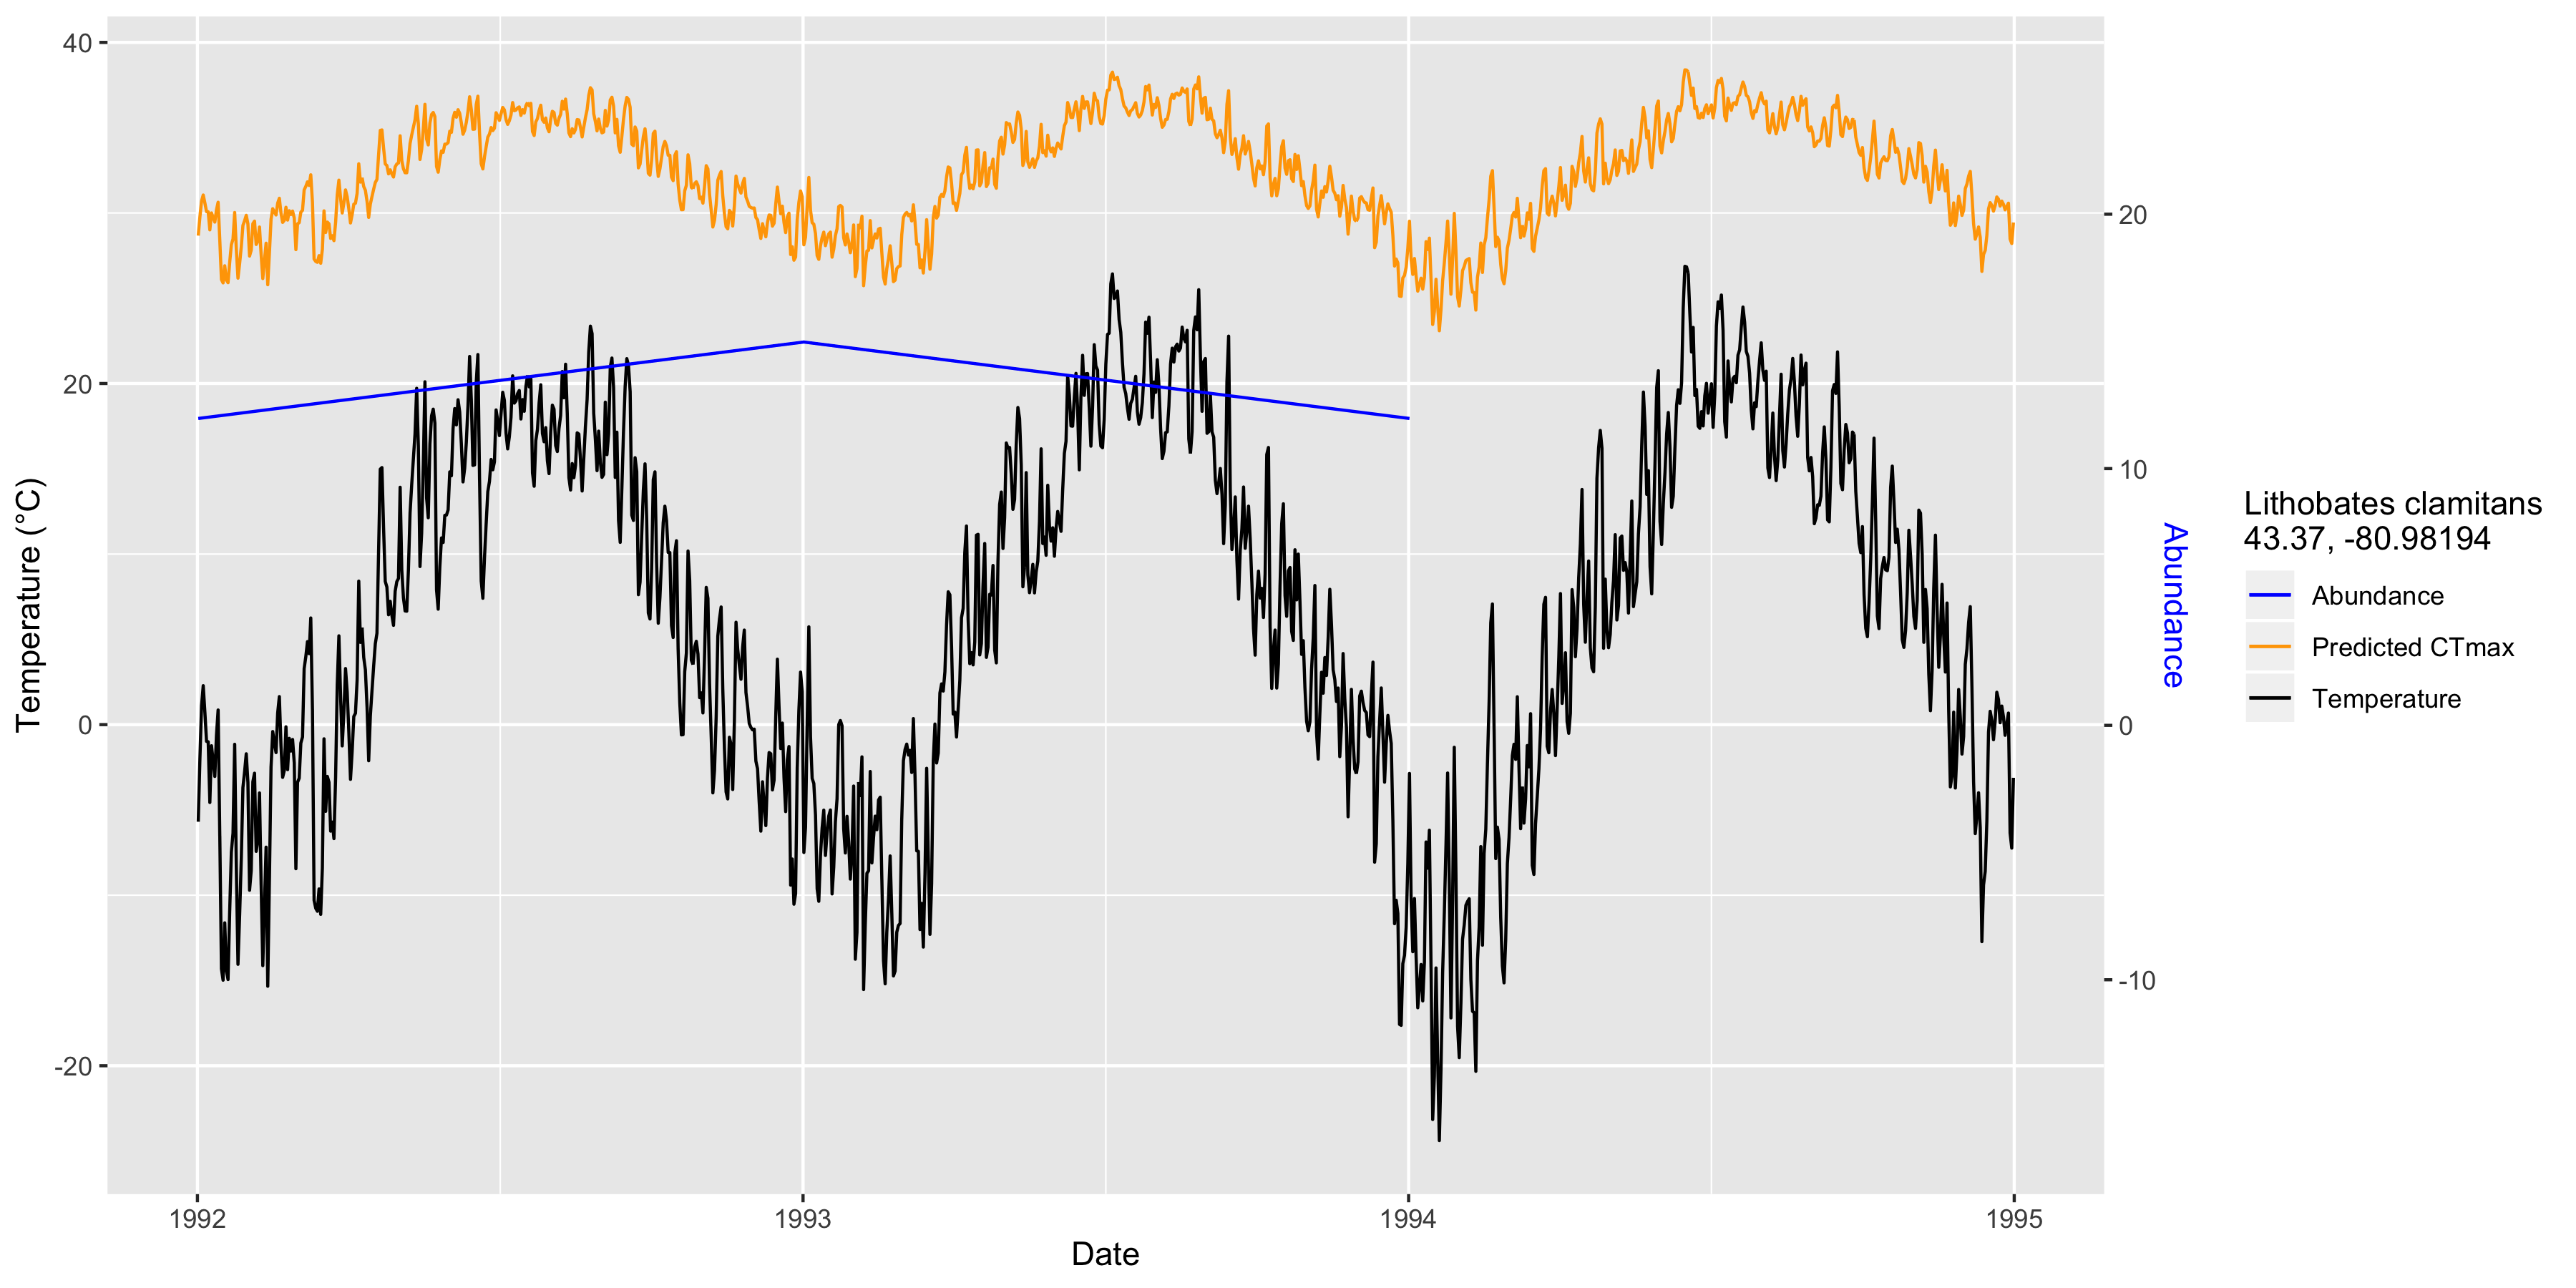 40
20
0
-20
Temperature (°C)
1992
1993
1994
1995
Date
20
10
0
-10
Abundance
Lithobates clamitans
43.37, -80.98194
Abundance
Predicted CTmax
Temperature